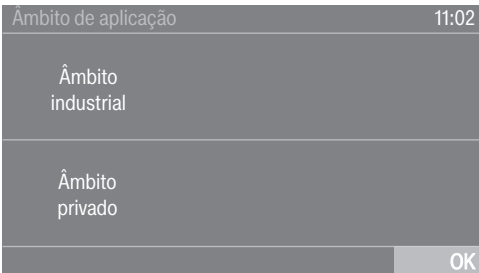 Âmbito de aplicação 11:02
Âmbito
industrial
Âmbito
privado
OK